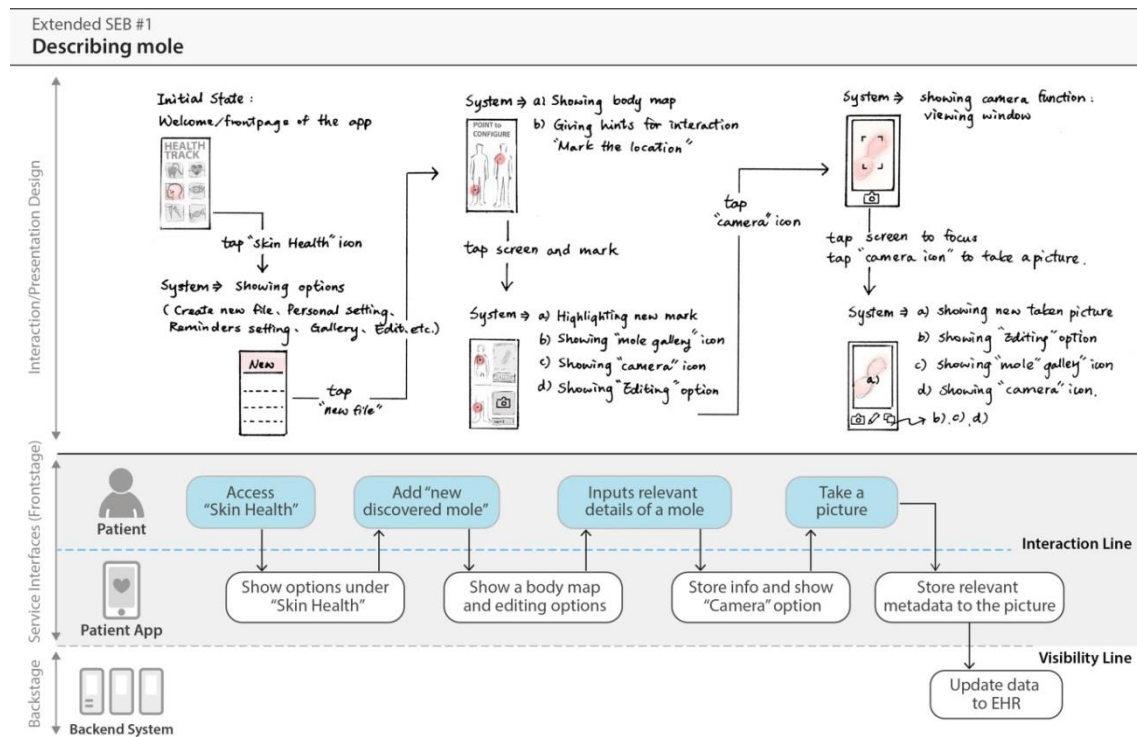 Extended SEB #1
Describing mole
Interaction/Presentation Design
Initial State :
Welcome/frontpage of the app
HEALTH
TRACK
tap "Skin Health" icon
System ⇒ Showing options
( Create new file、Personal setting、
Reminders setting、Gallery、Edit.etc.)
New
tap
"new file"
System ⇒ a) Showing body map
b) Giving hints for interaction
"Mark the location"
POINT to
CONFIGURE
tap screen and mark
System ⇒ a) Highlighting new mark
b) Showing "mole gallery" icon
c) Showing "camera" icon
d) Showing "Editing" option
tap
"camera" icon
System ⇒ showing camera function :
viewing window
tap screen to focus
tap "camera icon" to take a picture.
System ⇒ a) showing new taken picture
b) Showing "Editing" option
c) Showing "mole" galley" icon
d) Showing "camera" icon.
a)
b).c).d)
Service Interfaces (Frontstage)
Patient
Access
"Skin Health"
Add "new
discovered mole"
Inputs relevant
details of a mole
Take a
picture
Interaction Line
Patient App
Show options under
"Skin Health"
Show a body map
and editing options
Store info and show
"Camera" option
Store relevant
metadata to the picture
Visibility Line
Backstage
Backend System
Update data
to EHR